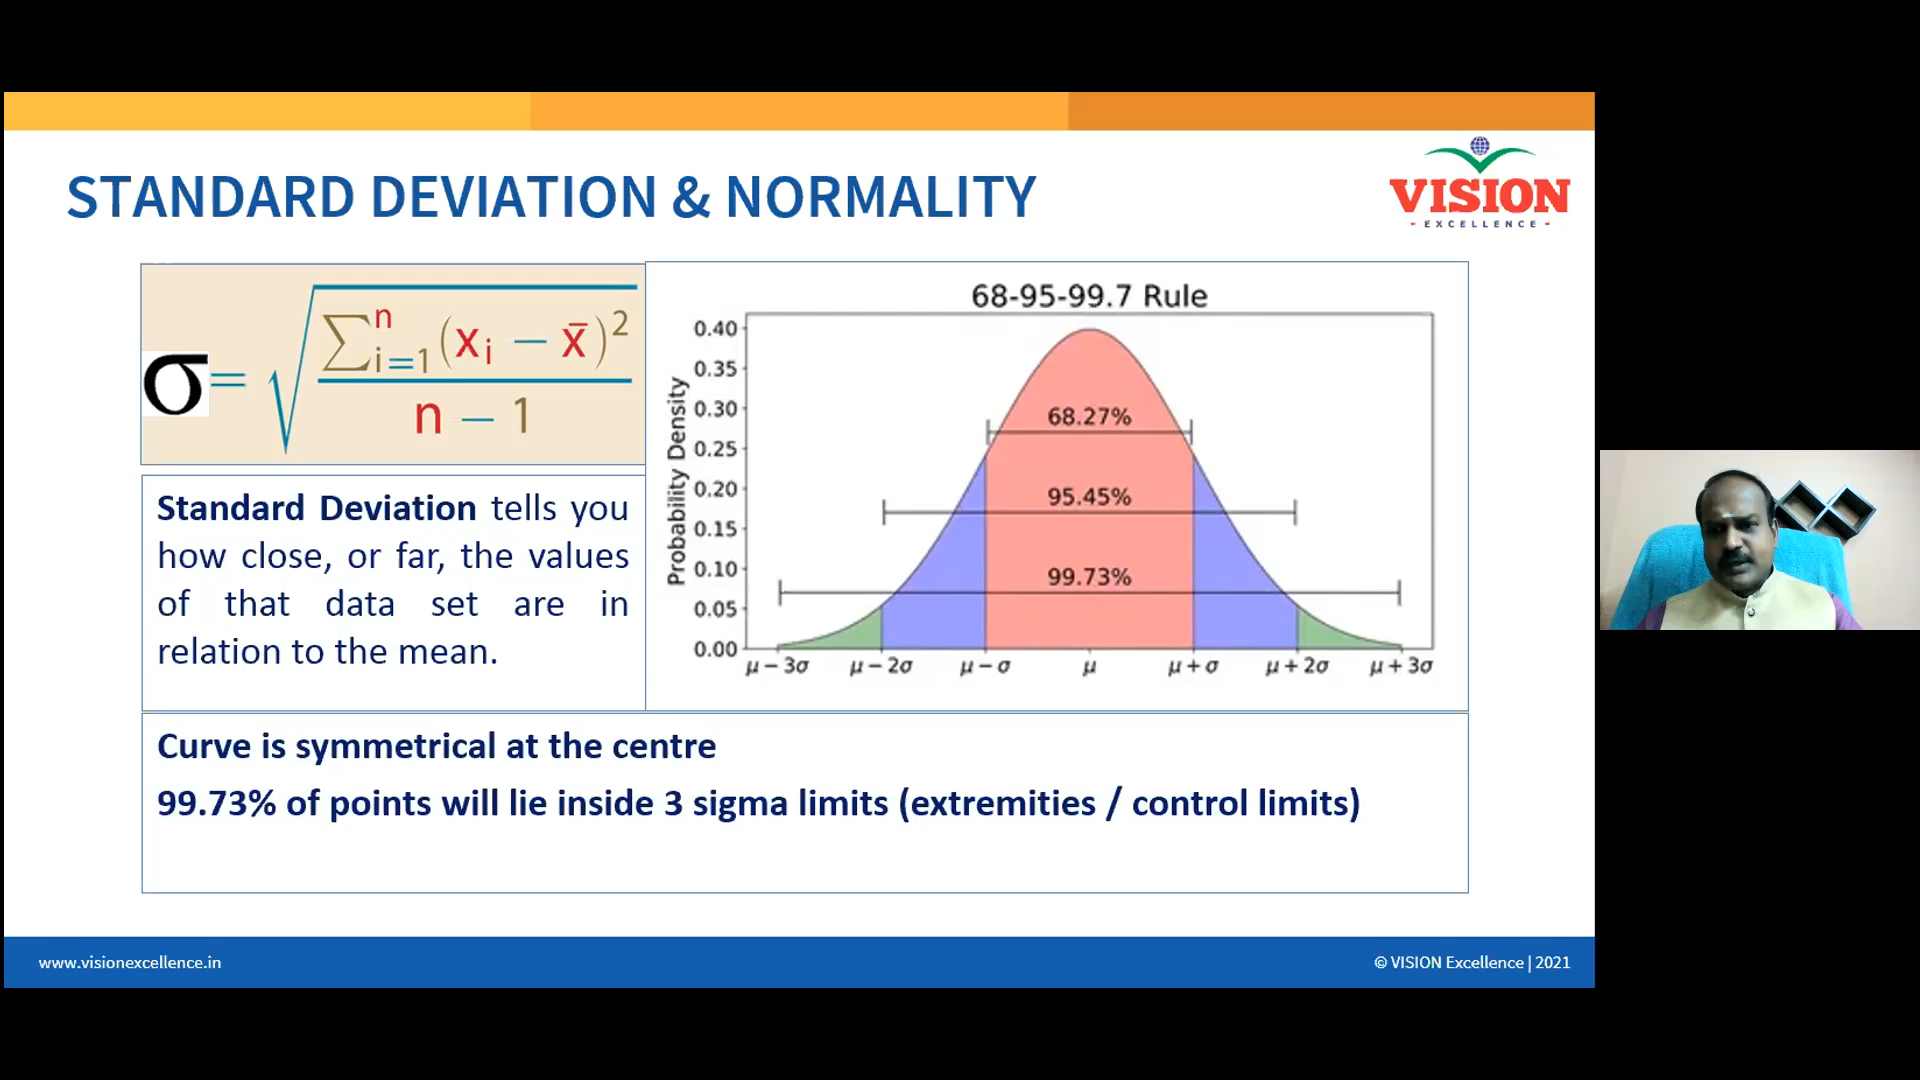 STANDARD DEVIATION & NORMALITY
VISION
- EXCELLENCE -
σ = √ ∑ⁿᵢ₌₁ (xᵢ − x̄)² / n − 1
Standard Deviation tells you
how close, or far, the values
of that data set are in
relation to the mean.
68-95-99.7 Rule
Probability Density
0.40
0.35
0.30
0.25
0.20
0.15
0.10
0.05
0.00
68.27%
95.45%
99.73%
μ − 3σ μ − 2σ μ − σ μ μ + σ μ + 2σ μ + 3σ
Curve is symmetrical at the centre
99.73% of points will lie inside 3 sigma limits (extremities / control limits)
www.visionexcellence.in
© VISION Excellence | 2021